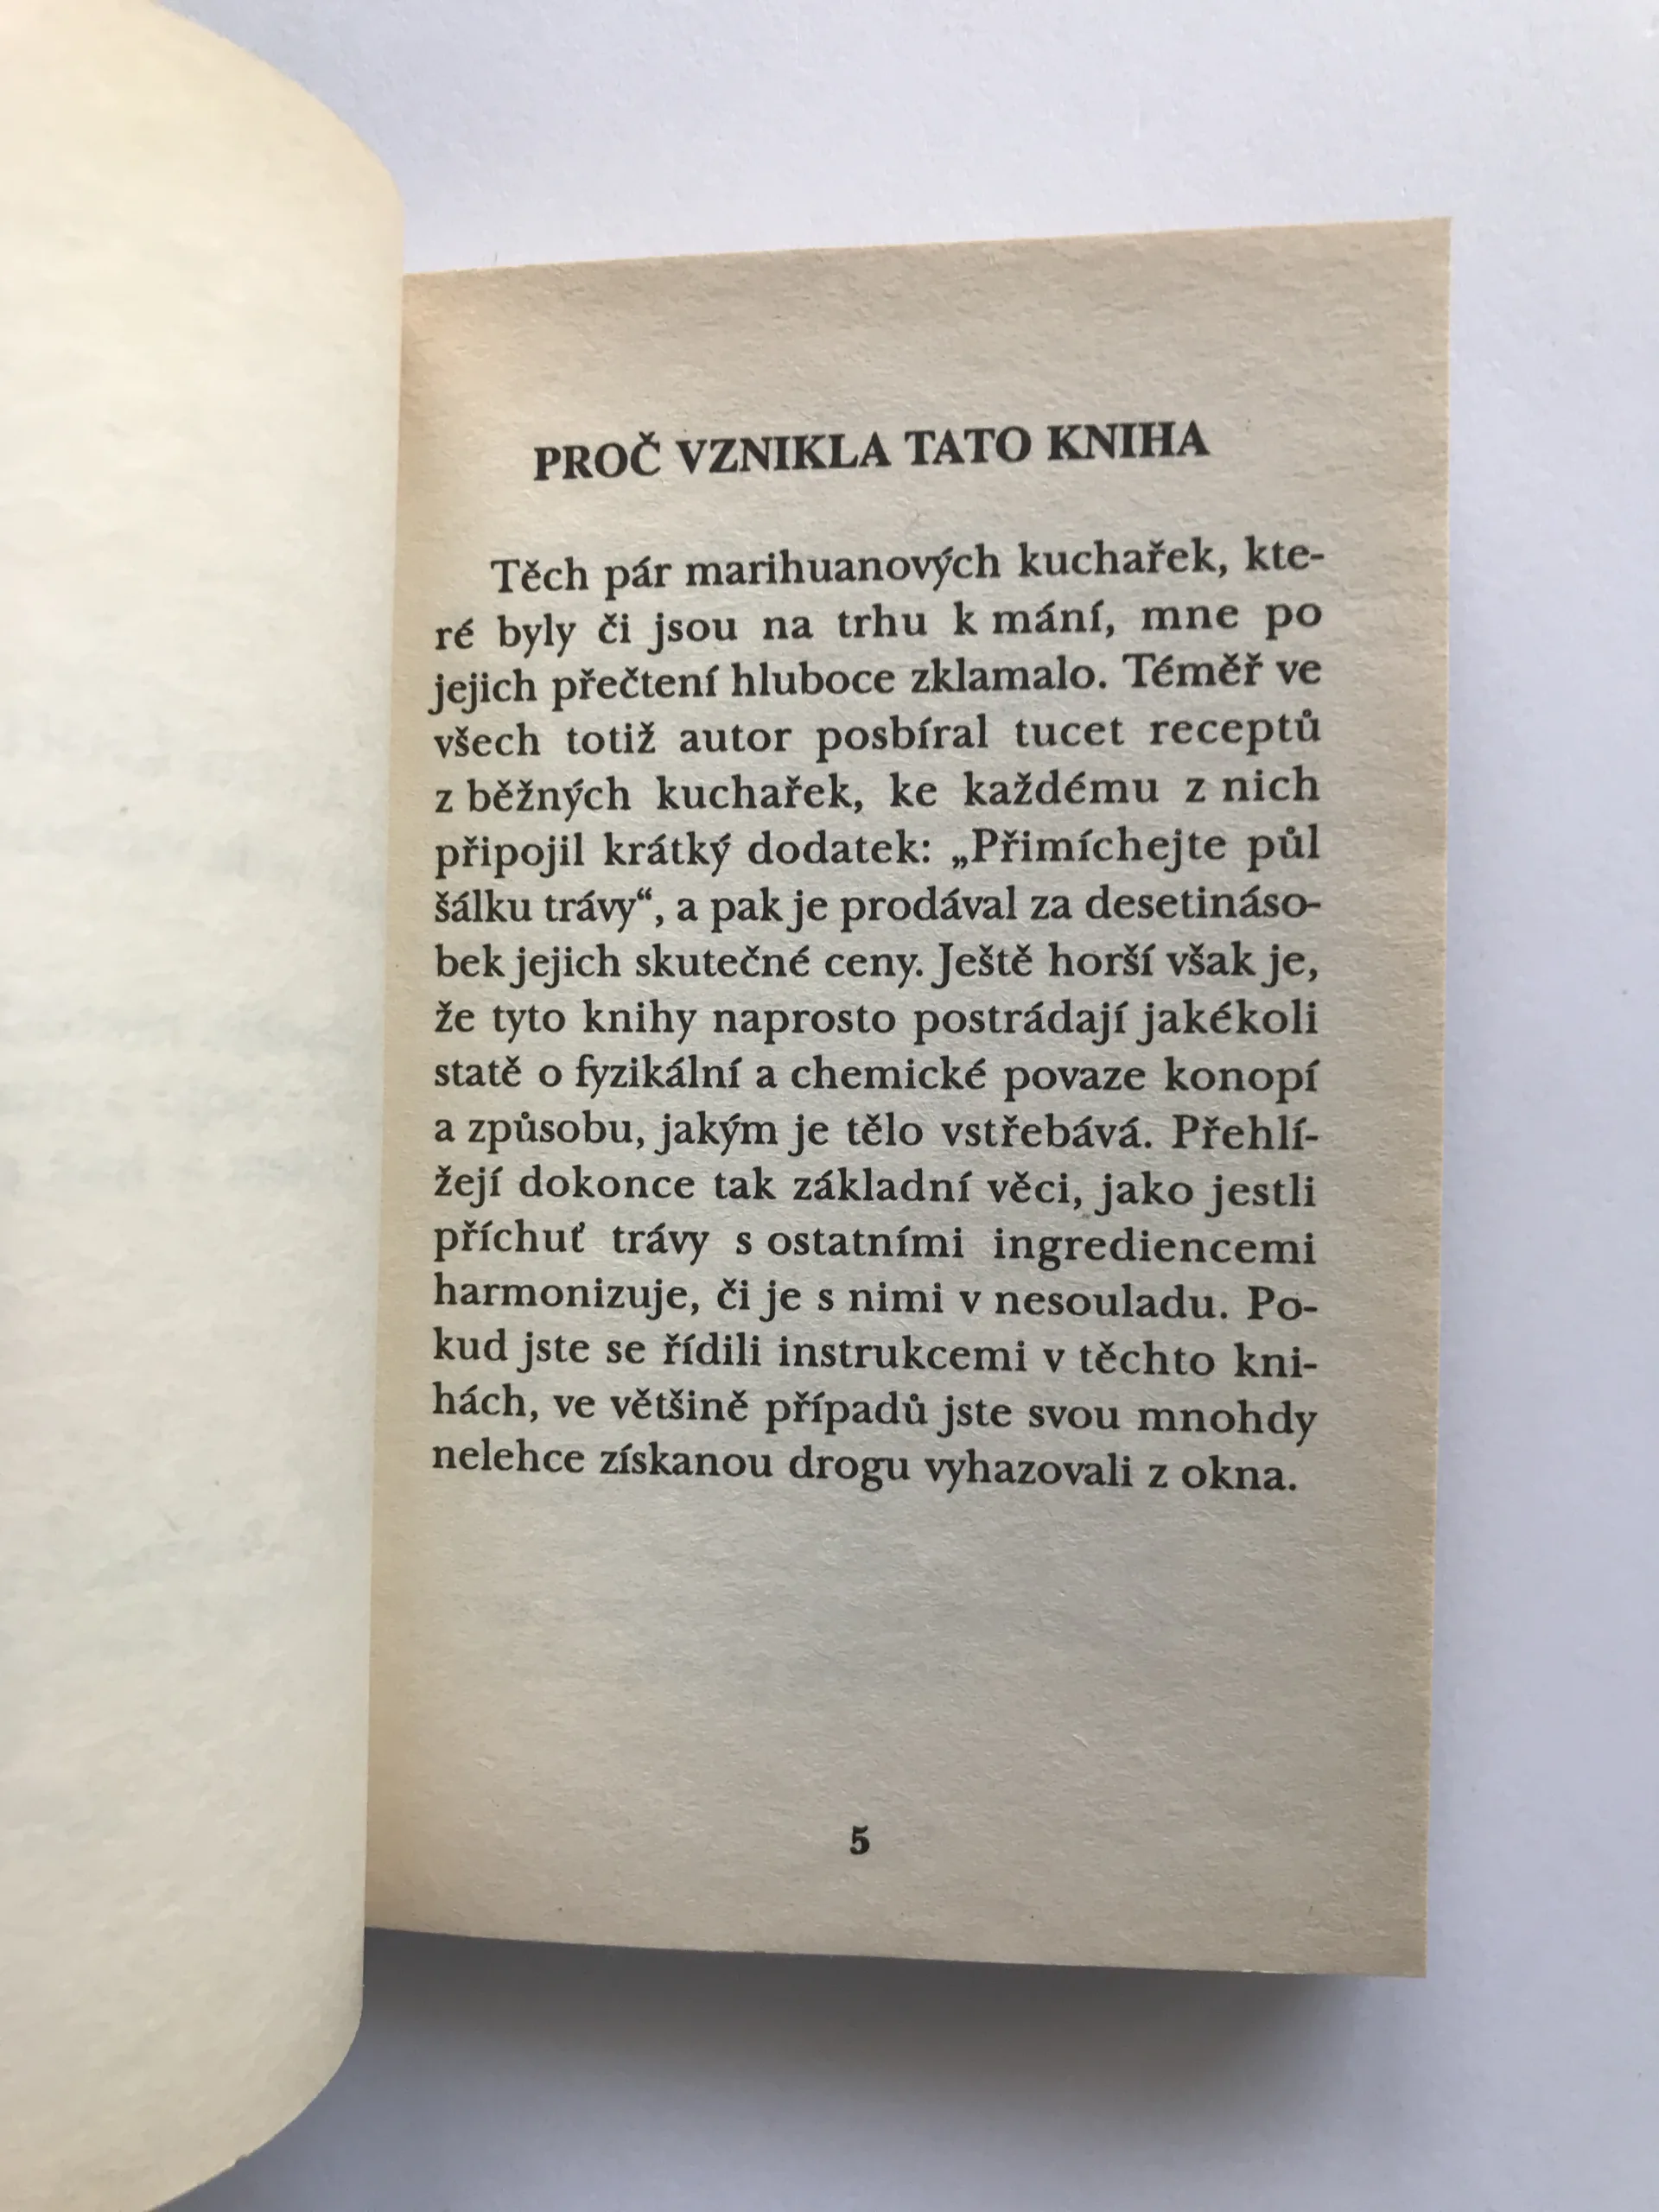 PROČ VZNIKLA TATO KNIHA
Těch pár marihuanových kuchařek, kte-
ré byly či jsou na trhu k mání, mne po
jejich přečtení hluboce zklamalo. Téměř ve
všech totiž autor posbíral tucet receptů
z běžných kuchařek, ke každému z nich
připojil krátký dodatek: „Přimíchejte půl
šálku trávy“, a pak je prodával za desetináso-
bek jejich skutečné ceny. Ještě horší však je,
že tyto knihy naprosto postrádají jakékoli
statě o fyzikální a chemické povaze konopí
a způsobu, jakým je tělo vstřebává. Přehlí-
žejí dokonce tak základní věci, jako jestli
příchuť trávy s ostatními ingrediencemi
harmonizuje, či je s nimi v nesouladu. Po-
kud jste se řídili instrukcemi v těchto kni-
hách, ve většině případů jste svou mnohdy
nelehce získanou drogu vyhazovali z okna.
5